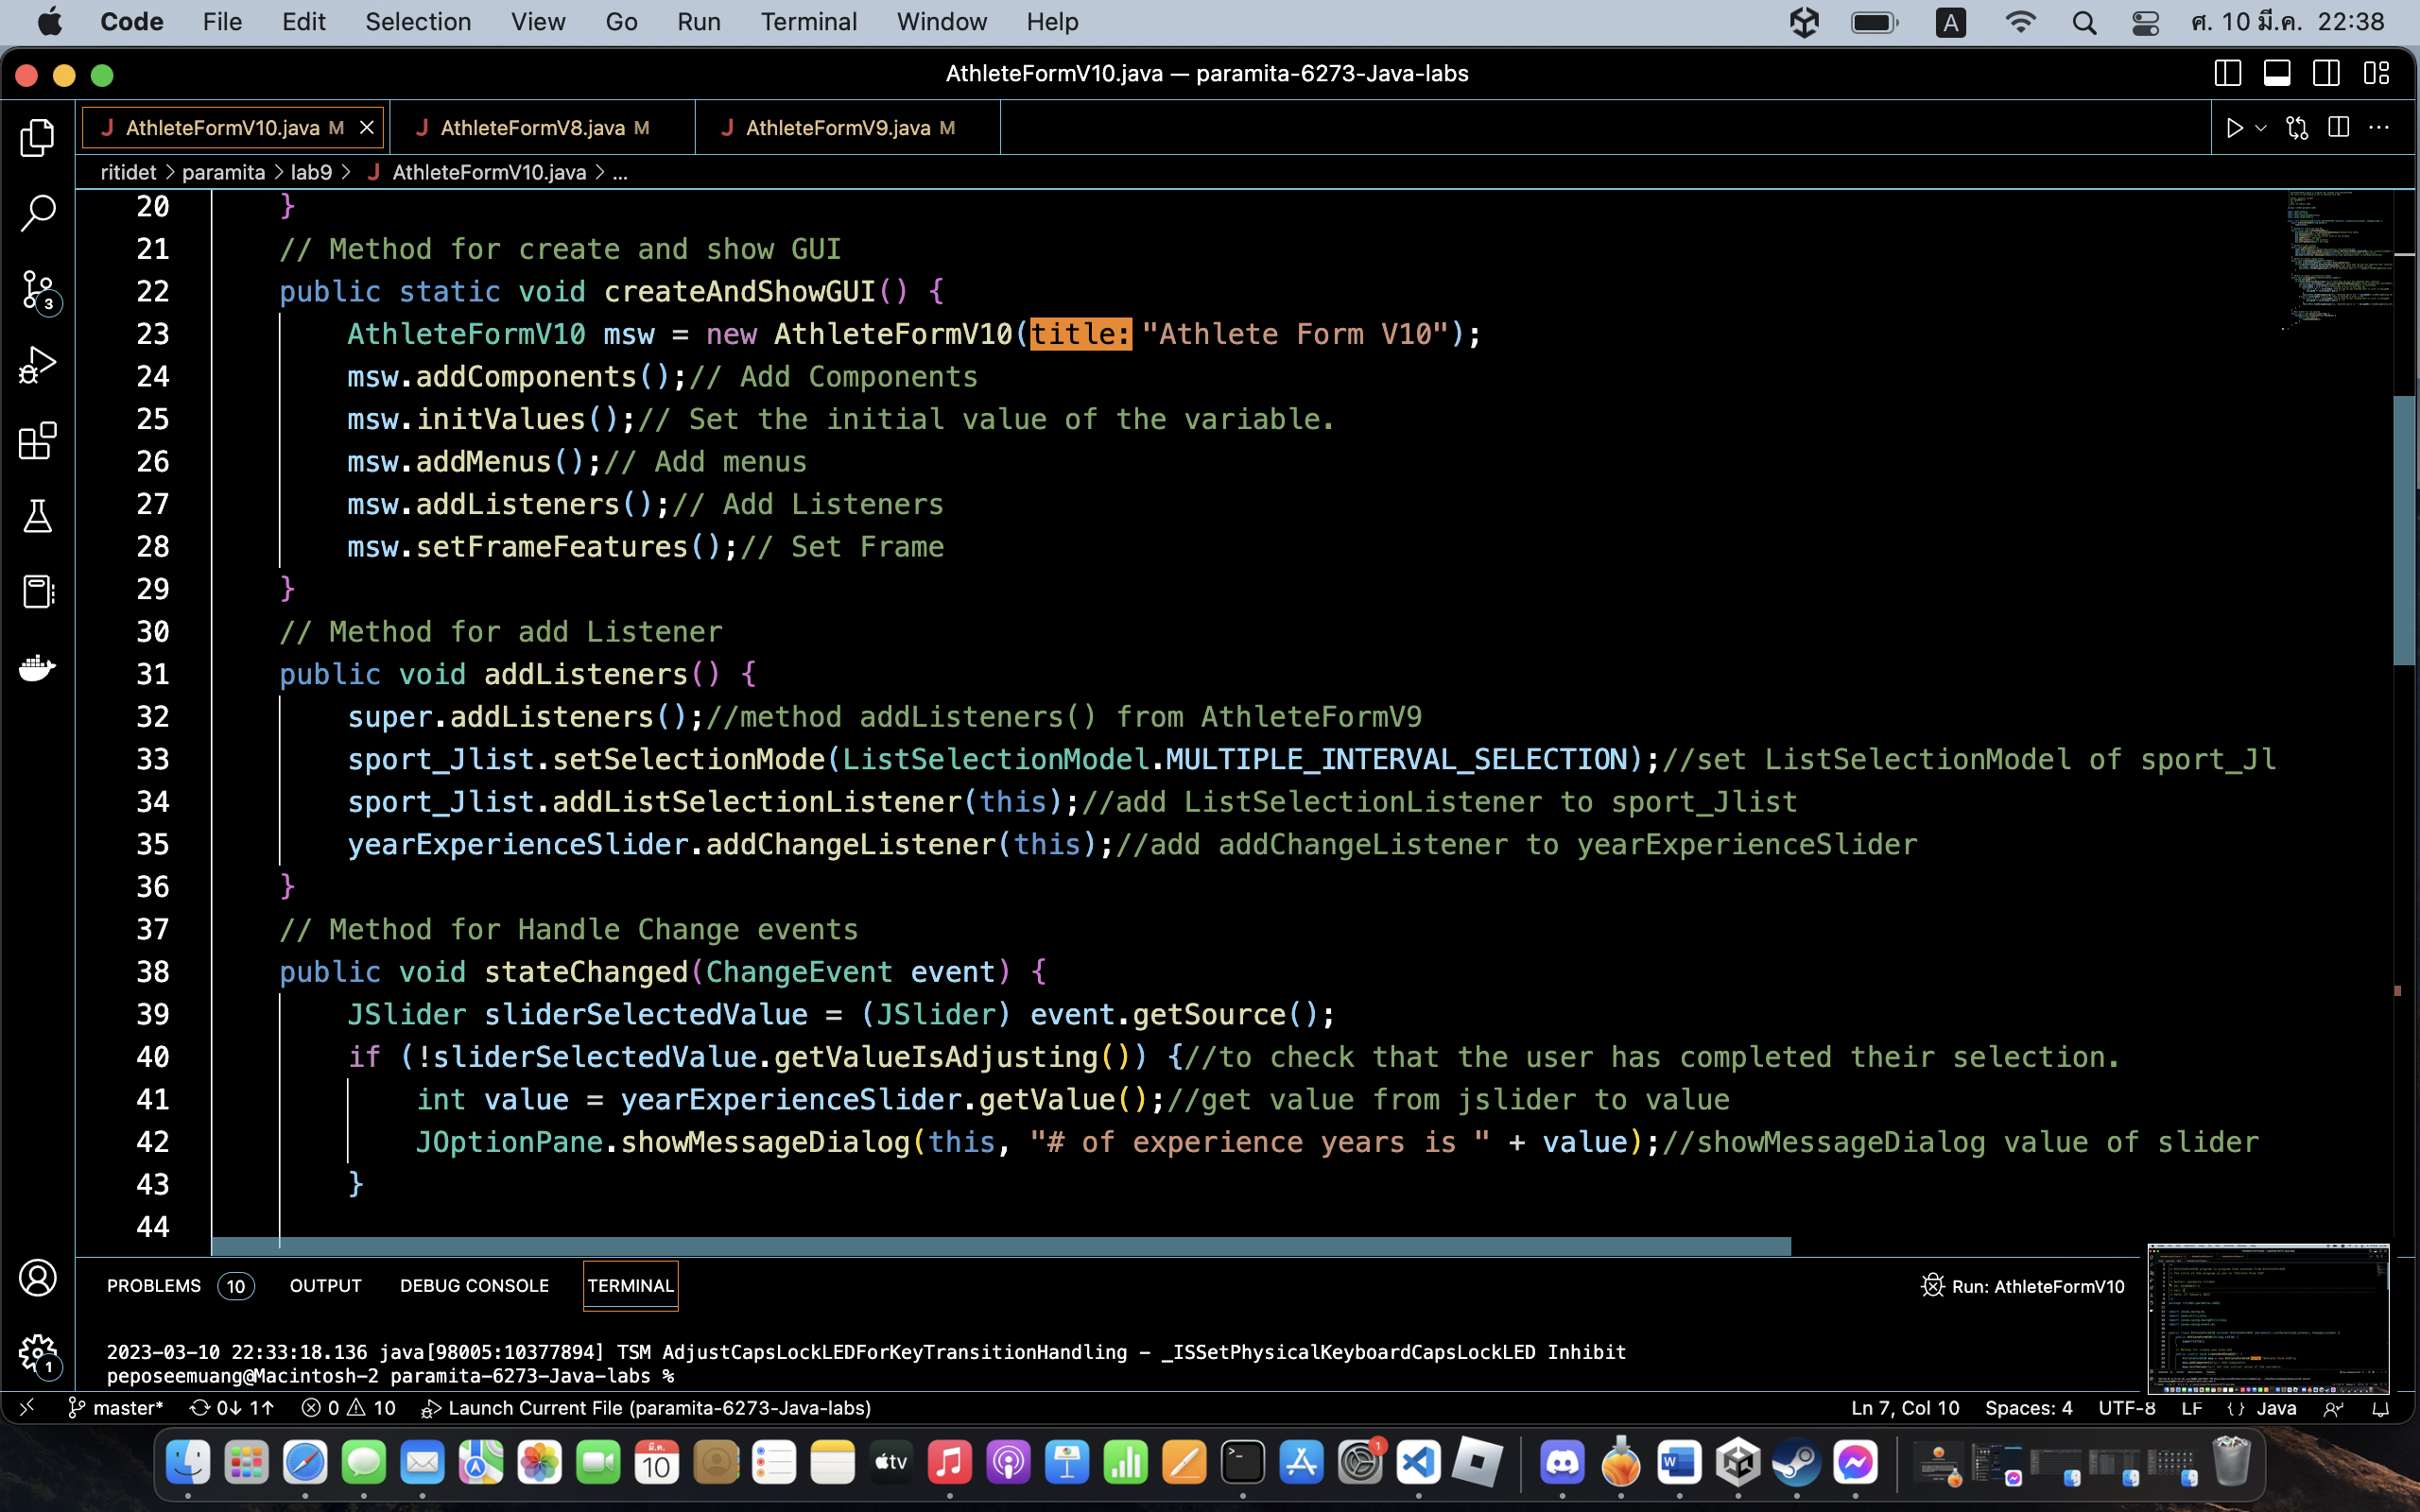 Code File Edit Selection View Go Run Terminal Window Help A ศ. 10 มี.ค. 22:38
AthleteFormV10.java — paramita-6273-Java-labs
J AthleteFormV10.java M J AthleteFormV8.java M J AthleteFormV9.java M
ritidet > paramita > lab9 > J AthleteFormV10.java > ...
20 }
21 // Method for create and show GUI
22 public static void createAndShowGUI() {
23 AthleteFormV10 msw = new AthleteFormV10(title: "Athlete Form V10");
24 msw.addComponents();// Add Components
25 msw.initValues();// Set the initial value of the variable.
26 msw.addMenus();// Add menus
27 msw.addListeners();// Add Listeners
28 msw.setFrameFeatures();// Set Frame
29 }
30 // Method for add Listener
31 public void addListeners() {
32 super.addListeners();//method addListeners() from AthleteFormV9
33 sport_Jlist.setSelectionMode(ListSelectionModel.MULTIPLE_INTERVAL_SELECTION);//set ListSelectionModel of sport_Jl
34 sport_Jlist.addListSelectionListener(this);//add ListSelectionListener to sport_Jlist
35 yearExperienceSlider.addChangeListener(this);//add addChangeListener to yearExperienceSlider
36 }
37 // Method for Handle Change events
38 public void stateChanged(ChangeEvent event) {
39 JSlider sliderSelectedValue = (JSlider) event.getSource();
40 if (!sliderSelectedValue.getValueIsAdjusting()) {//to check that the user has completed their selection.
41 int value = yearExperienceSlider.getValue();//get value from jslider to value
42 JOptionPane.showMessageDialog(this, "# of experience years is " + value);//showMessageDialog value of slider
43 }
44
3
1
PROBLEMS 10 OUTPUT DEBUG CONSOLE TERMINAL Run: AthleteFormV10
2023-03-10 22:33:18.136 java[98005:10377894] TSM AdjustCapsLockLEDForKeyTransitionHandling - _ISSetPhysicalKeyboardCapsLockLED Inhibit
peposeemuang@Macintosh-2 paramita-6273-Java-labs %
master* 0↓ 1↑ 0 10 Launch Current File (paramita-6273-Java-labs) Ln 7, Col 10 Spaces: 4 UTF-8 LF {} Java
มี.ค. 10 tv 1 W